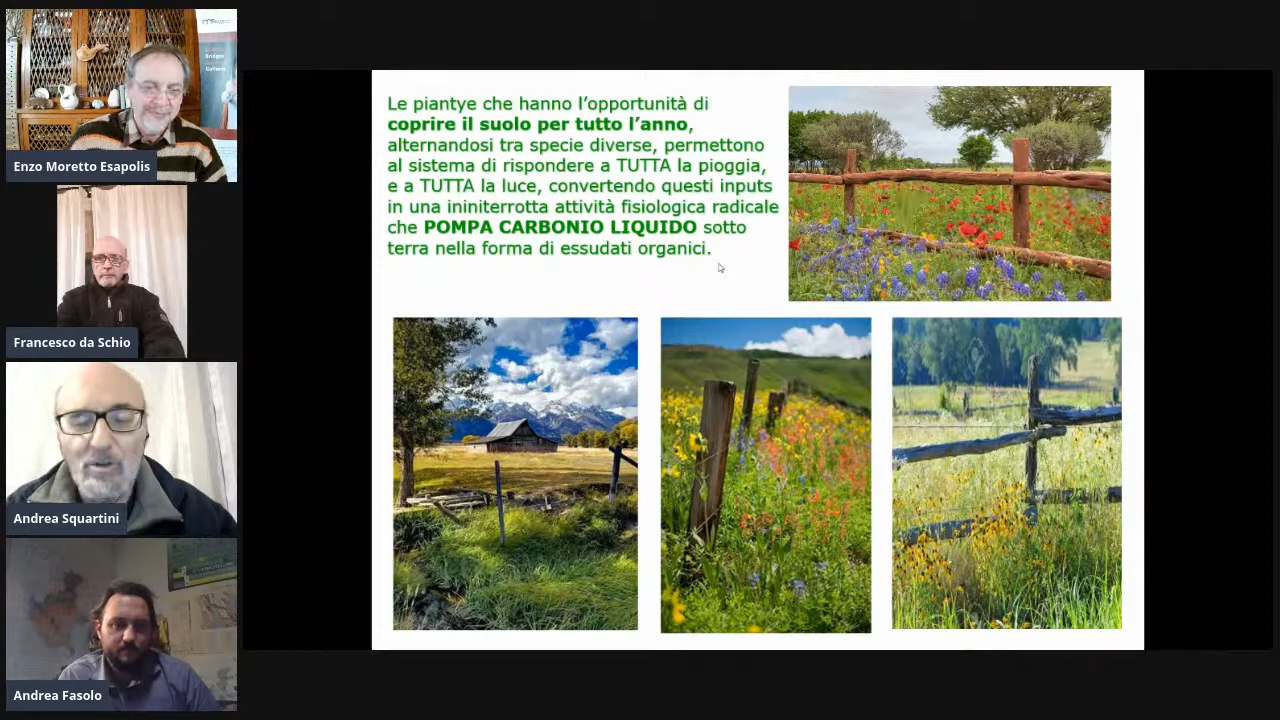 Enzo Moretto Esapolis
Francesco da Schio
Andrea Squartini
Andrea Fasolo
Le piantye che hanno l’opportunità di
coprire il suolo per tutto l’anno,
alternandosi tra specie diverse, permettono
al sistema di rispondere a TUTTA la pioggia,
e a TUTTA la luce, convertendo questi inputs
in una ininiterrotta attività fisiologica radicale
che POMPA CARBONIO LIQUIDO sotto
terra nella forma di essudati organici.